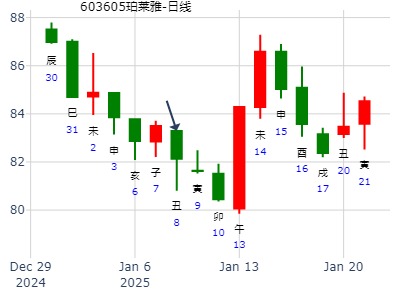 603605珀莱雅-日线
88
86
84
82
80
辰
30
巳
31
未
2
申
3
亥
6
子
7
丑
8
寅
9
卯
10
午
13
未
14
申
15
酉
16
戌
17
丑
20
寅
21
Dec 29
2024
Jan 6
2025
Jan 13
Jan 20